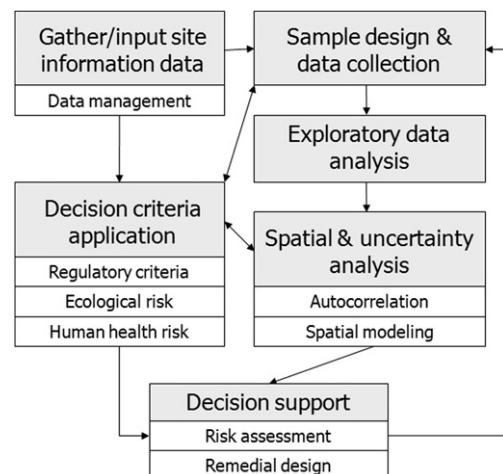 Gather/input site
information data
Data management
Sample design &
data collection
Exploratory data
analysis
Decision criteria
application
Regulatory criteria
Ecological risk
Human health risk
Spatial & uncertainty
analysis
Autocorrelation
Spatial modeling
Decision support
Risk assessment
Remedial design